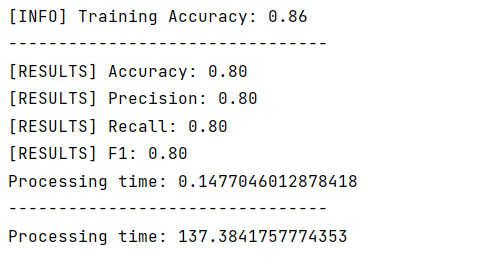 [INFO] Training Accuracy: 0.86
--------------------------------
[RESULTS] Accuracy: 0.80
[RESULTS] Precision: 0.80
[RESULTS] Recall: 0.80
[RESULTS] F1: 0.80
Processing time: 0.1477046012878418
--------------------------------
Processing time: 137.3841757774353